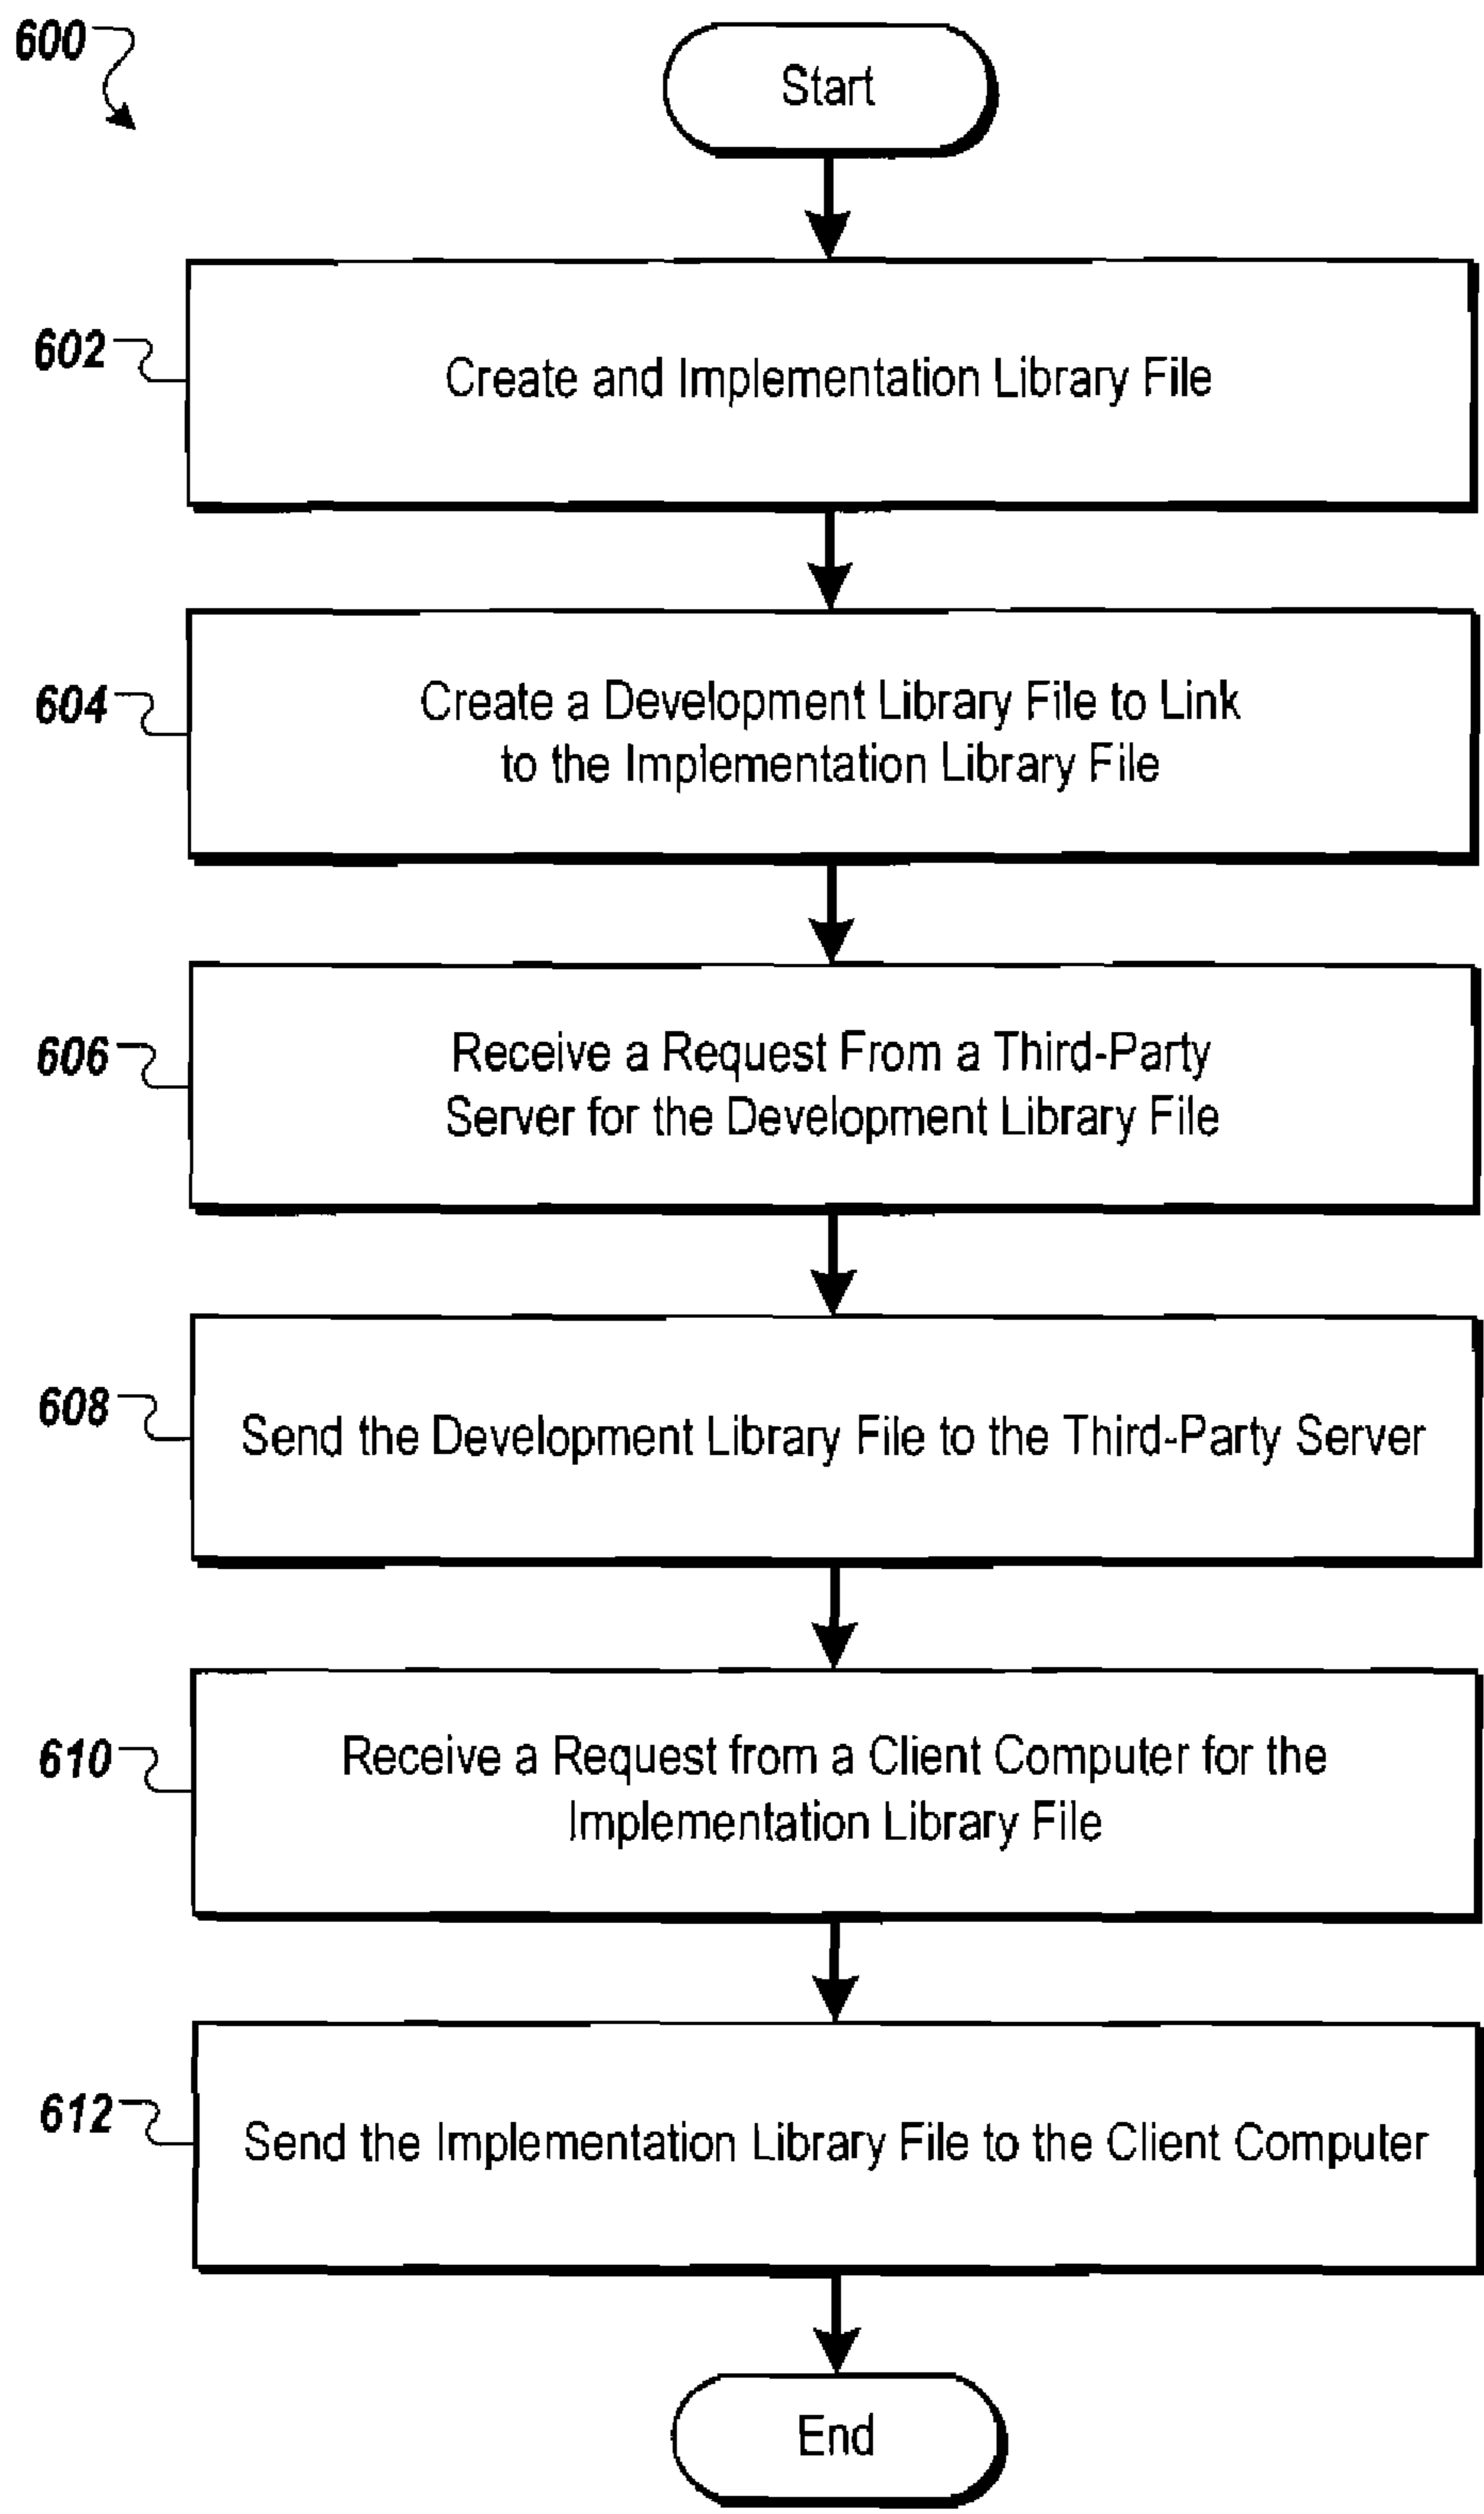 600
Start
602
Create and Implementation Library File
604
Create a Development Library File to Link
to the Implementation Library File
606
Receive a Request From a Third-Party
Server for the Development Library File
608
Send the Development Library File to the Third-Party Server
610
Receive a Request from a Client Computer for the
Implementation Library File
612
Send the Implementation Library File to the Client Computer
End